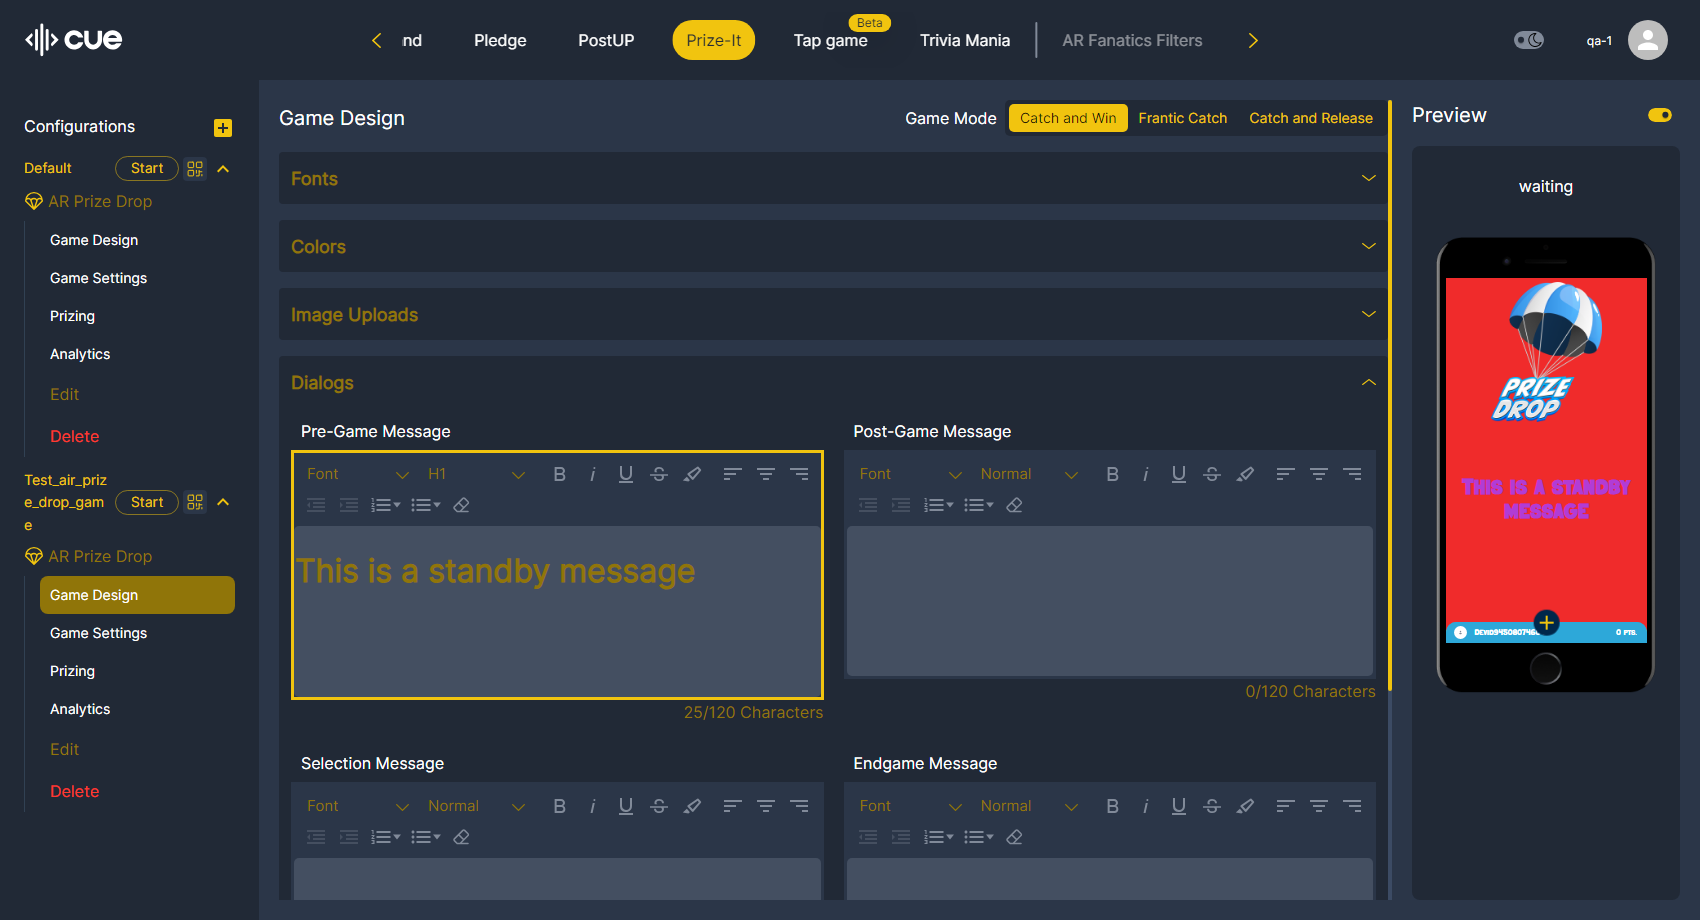 cue
nd
Pledge
PostUP
Prize-It
Beta
Tap game
Trivia Mania
AR Fanatics Filters
qa-1
Configurations
Default
Start
AR Prize Drop
Game Design
Game Settings
Prizing
Analytics
Edit
Delete
Test_air_priz
e_drop_gam
e
Start
AR Prize Drop
Game Design
Game Settings
Prizing
Analytics
Edit
Delete
Game Design
Game Mode
Catch and Win
Frantic Catch
Catch and Release
Fonts
Colors
Image Uploads
Dialogs
Pre-Game Message
Font
H1
This is a standby message
25/120 Characters
Post-Game Message
Font
Normal
0/120 Characters
Selection Message
Font
Normal
Endgame Message
Font
Normal
Preview
waiting
PRIZE
DROP
THIS IS A STANDBY
MESSAGE
0 PTS.